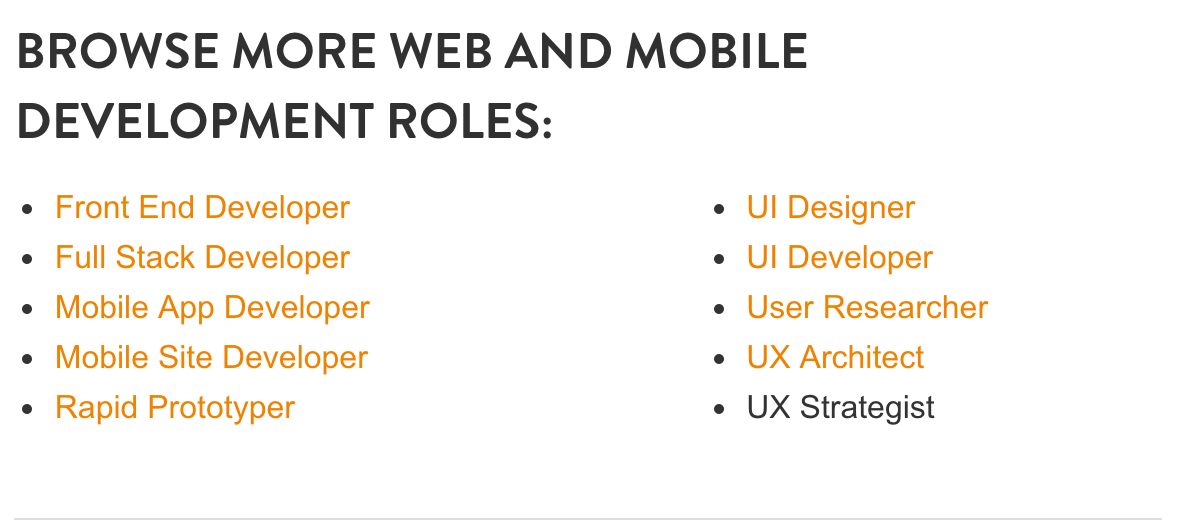 BROWSE MORE WEB AND MOBILE
DEVELOPMENT ROLES:
Front End Developer
Full Stack Developer
Mobile App Developer
Mobile Site Developer
Rapid Prototyper
UI Designer
UI Developer
User Researcher
UX Architect
UX Strategist